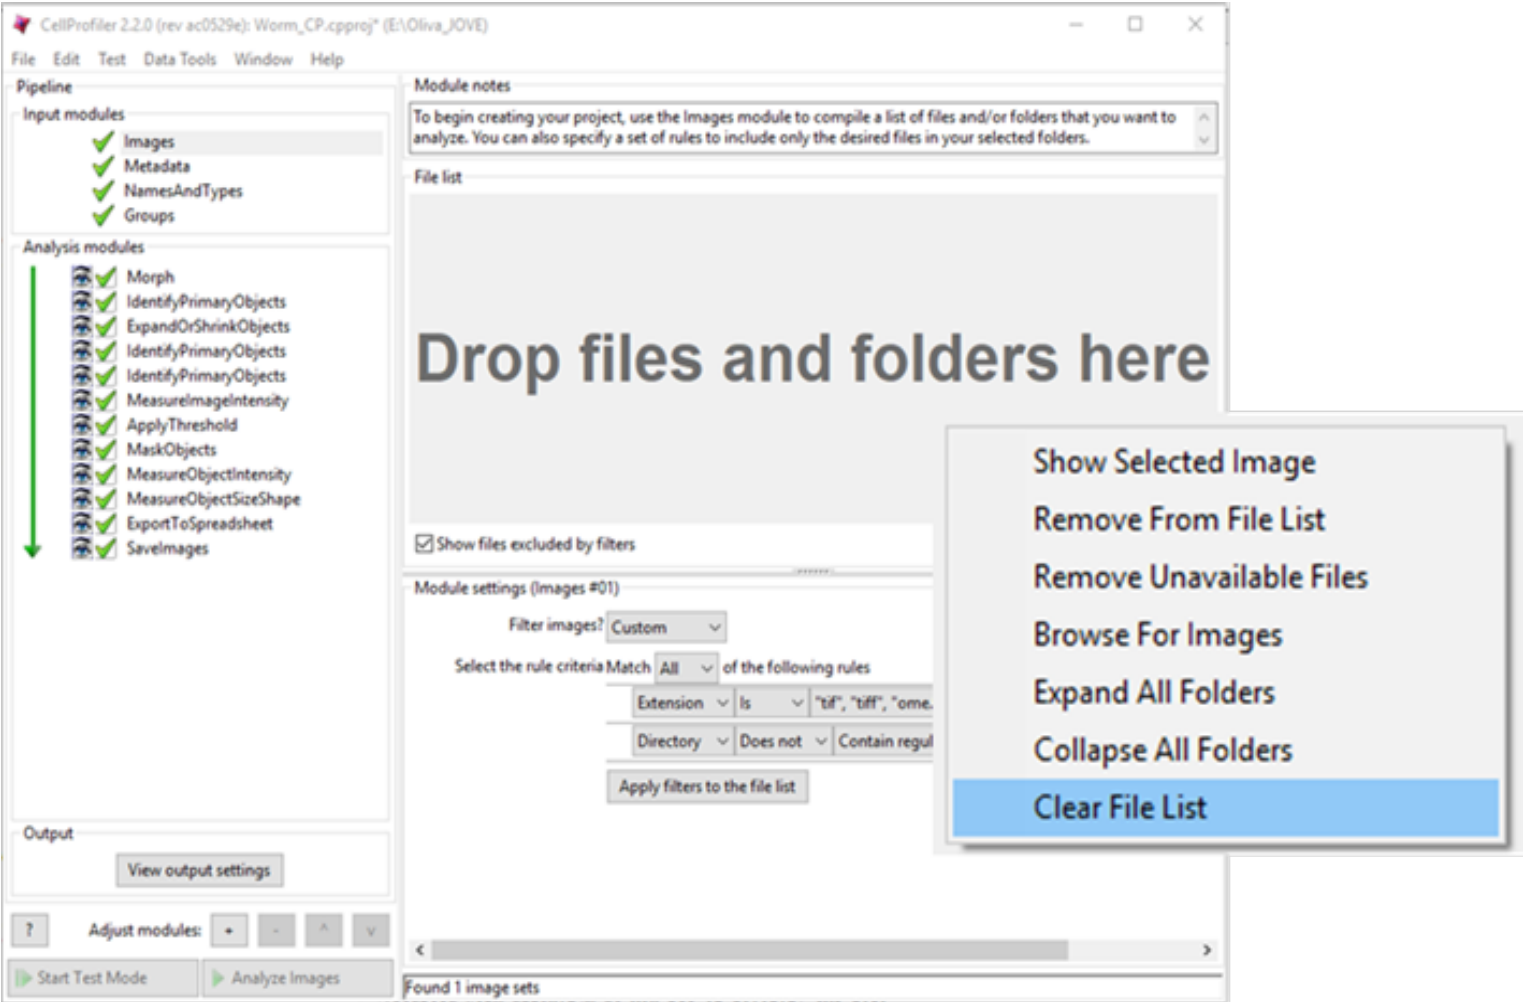 CellProfiler 2.2.0 (rev ac0529e): Worm_CP.cpproj* (E:\Oliva_JOVE)
File Edit Test Data Tools Window Help
Pipeline
Input modules
Images
Metadata
NamesAndTypes
Groups
Analysis modules
Morph
IdentifyPrimaryObjects
ExpandOrShrinkObjects
IdentifyPrimaryObjects
IdentifyPrimaryObjects
MeasureImageIntensity
ApplyThreshold
MaskObjects
MeasureObjectIntensity
MeasureObjectSizeShape
ExportToSpreadsheet
SaveImages
Output
View output settings
? Adjust modules: + - ^ v
Start Test Mode Analyze Images
Module notes
To begin creating your project, use the Images module to compile a list of files and/or folders that you want to
analyze. You can also specify a set of rules to include only the desired files in your selected folders.
File list
Drop files and folders here
Show files excluded by filters
Module settings (Images #01)
Filter images? Custom
Select the rule criteria Match All of the following rules
Extension Is "tif", "tiff", "ome.
Directory Does not Contain regul
Apply filters to the file list
Found 1 image sets
Show Selected Image
Remove From File List
Remove Unavailable Files
Browse For Images
Expand All Folders
Collapse All Folders
Clear File List